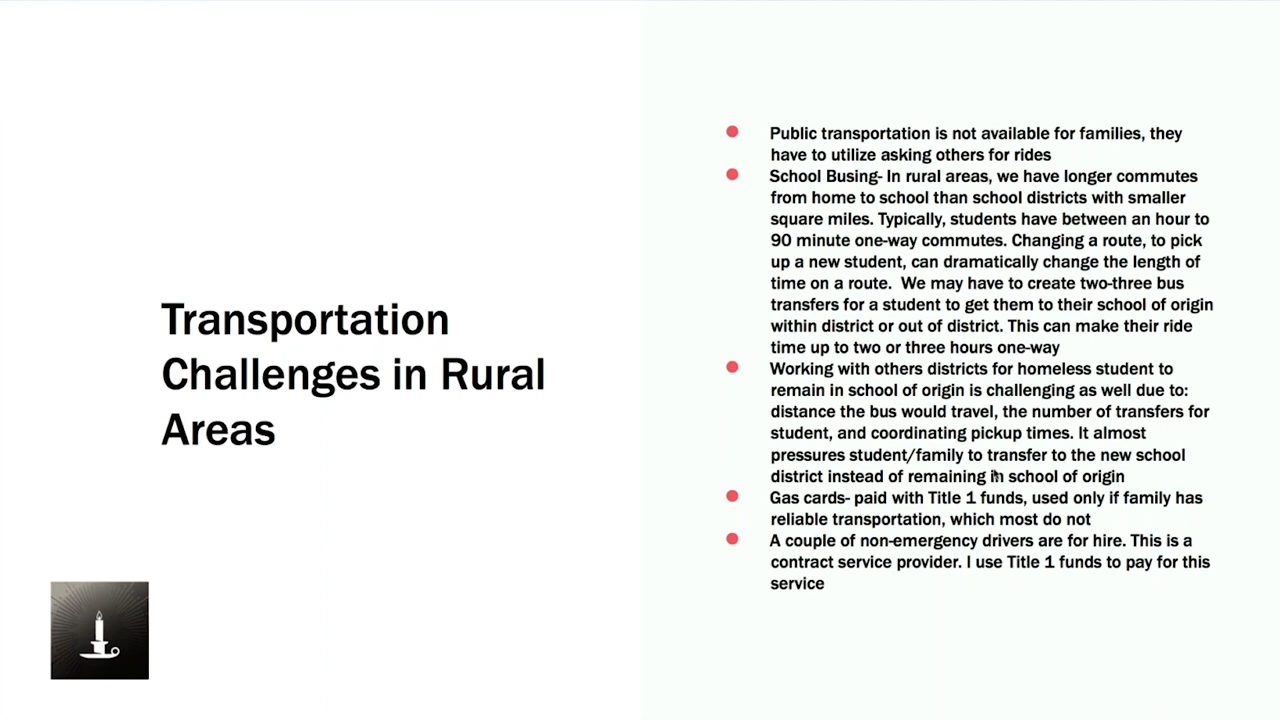 Transportation
Challenges in Rural
Areas
Public transportation is not available for families, they
have to utilize asking others for rides
School Busing- In rural areas, we have longer commutes
from home to school than school districts with smaller
square miles. Typically, students have between an hour to
90 minute one-way commutes. Changing a route, to pick
up a new student, can dramatically change the length of
time on a route.  We may have to create two-three bus
transfers for a student to get them to their school of origin
within district or out of district. This can make their ride
time up to two or three hours one-way
Working with others districts for homeless student to
remain in school of origin is challenging as well due to:
distance the bus would travel, the number of transfers for
student, and coordinating pickup times. It almost
pressures student/family to transfer to the new school
district instead of remaining in school of origin
Gas cards- paid with Title 1 funds, used only if family has
reliable transportation, which most do not
A couple of non-emergency drivers are for hire. This is a
contract service provider. I use Title 1 funds to pay for this
service